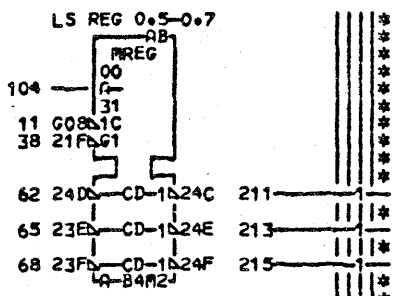 LS REG 0.5-0.7
AB
MREG
00
104 A
31
11 G08 1C
38 21F G1
62 24D CD-1 24C 211 1
65 23E CD-1 24E 213 1
68 23F CD-1 24F 215 1
A-B4M2